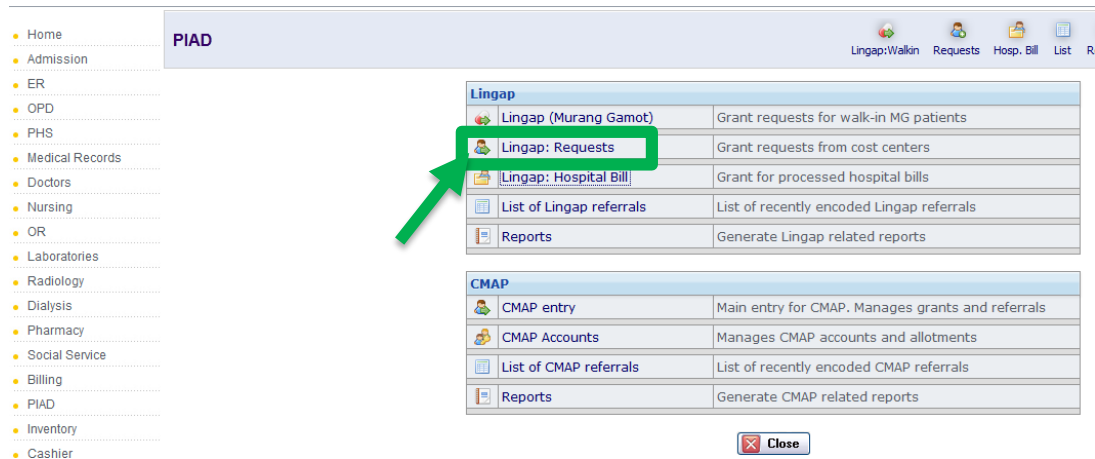 Home
Admission
ER
OPD
PHS
Medical Records
Doctors
Nursing
OR
Laboratories
Radiology
Dialysis
Pharmacy
Social Service
Billing
PIAD
Inventory
Cashier
PIAD
Lingap:Walkin Requests Hosp. Bill List R
Lingap
Lingap (Murang Gamot) Grant requests for walk-in MG patients
Lingap: Requests Grant requests from cost centers
Lingap: Hospital Bill Grant for processed hospital bills
List of Lingap referrals List of recently encoded Lingap referrals
Reports Generate Lingap related reports
CMAP
CMAP entry Main entry for CMAP. Manages grants and referrals
CMAP Accounts Manages CMAP accounts and allotments
List of CMAP referrals List of recently encoded CMAP referrals
Reports Generate CMAP related reports
Close